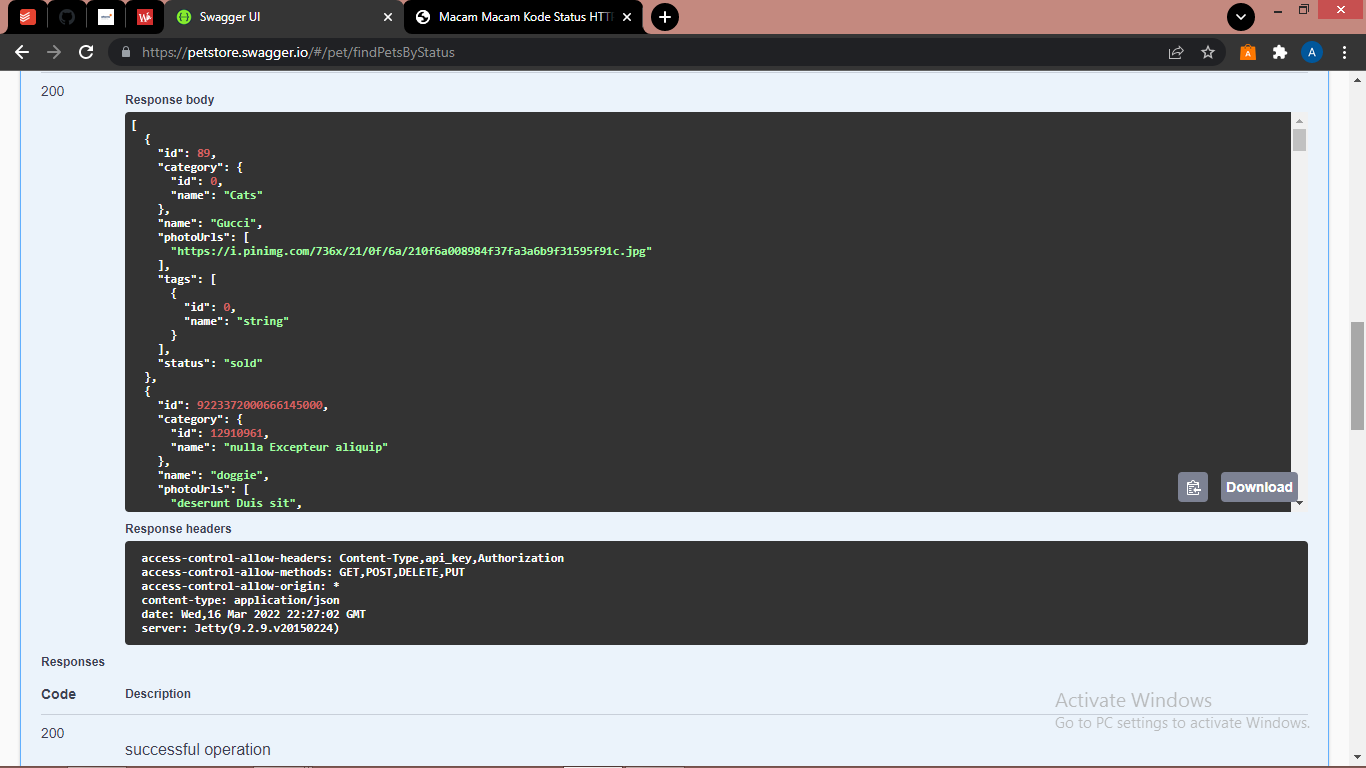 Swagger UI
Macam Macam Kode Status HTT
https://petstore.swagger.io/#/pet/findPetsByStatus
A
A
200
Response body
[
{
"id": 89,
"category": {
"id": 0,
"name": "Cats"
},
"name": "Gucci",
"photoUrls": [
"https://i.pinimg.com/736x/21/0f/6a/210f6a008984f37fa3a6b9f31595f91c.jpg"
],
"tags": [
{
"id": 0,
"name": "string"
}
],
"status": "sold"
},
{
"id": 9223372000666145000,
"category": {
"id": 12910961,
"name": "nulla Excepteur aliquip"
},
"name": "doggie",
"photoUrls": [
"deserunt Duis sit",
Download
Response headers
access-control-allow-headers: Content-Type,api_key,Authorization
access-control-allow-methods: GET,POST,DELETE,PUT
access-control-allow-origin: *
content-type: application/json
date: Wed,16 Mar 2022 22:27:02 GMT
server: Jetty(9.2.9.v20150224)
Responses
Code Description
200
successful operation
Activate Windows
Go to PC settings to activate Windows.